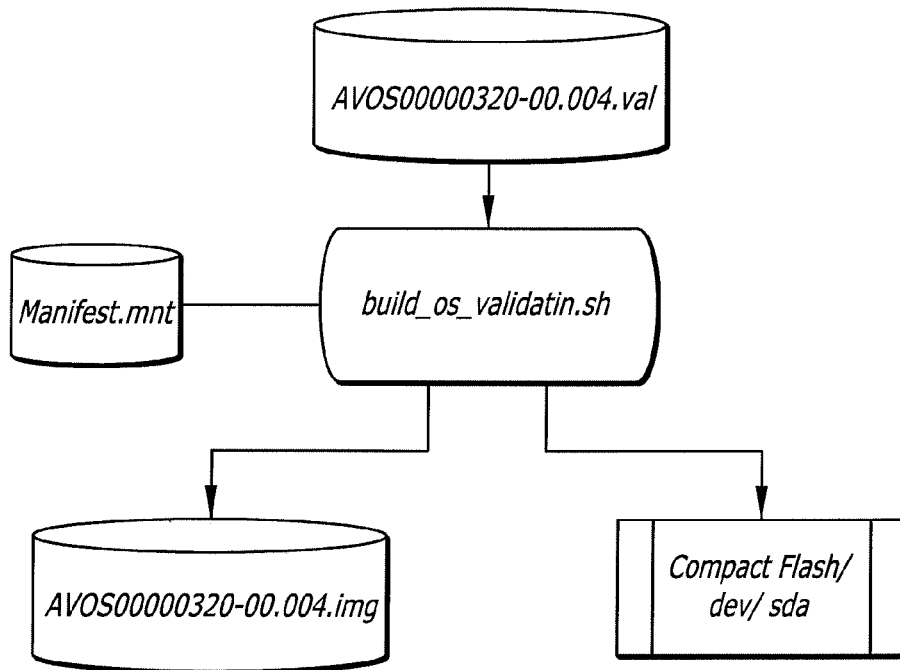 AVOS00000320-00.004.val
Manifest.mnt
build_os_validatin.sh
AVOS00000320-00.004.img
Compact Flash/
dev/ sda